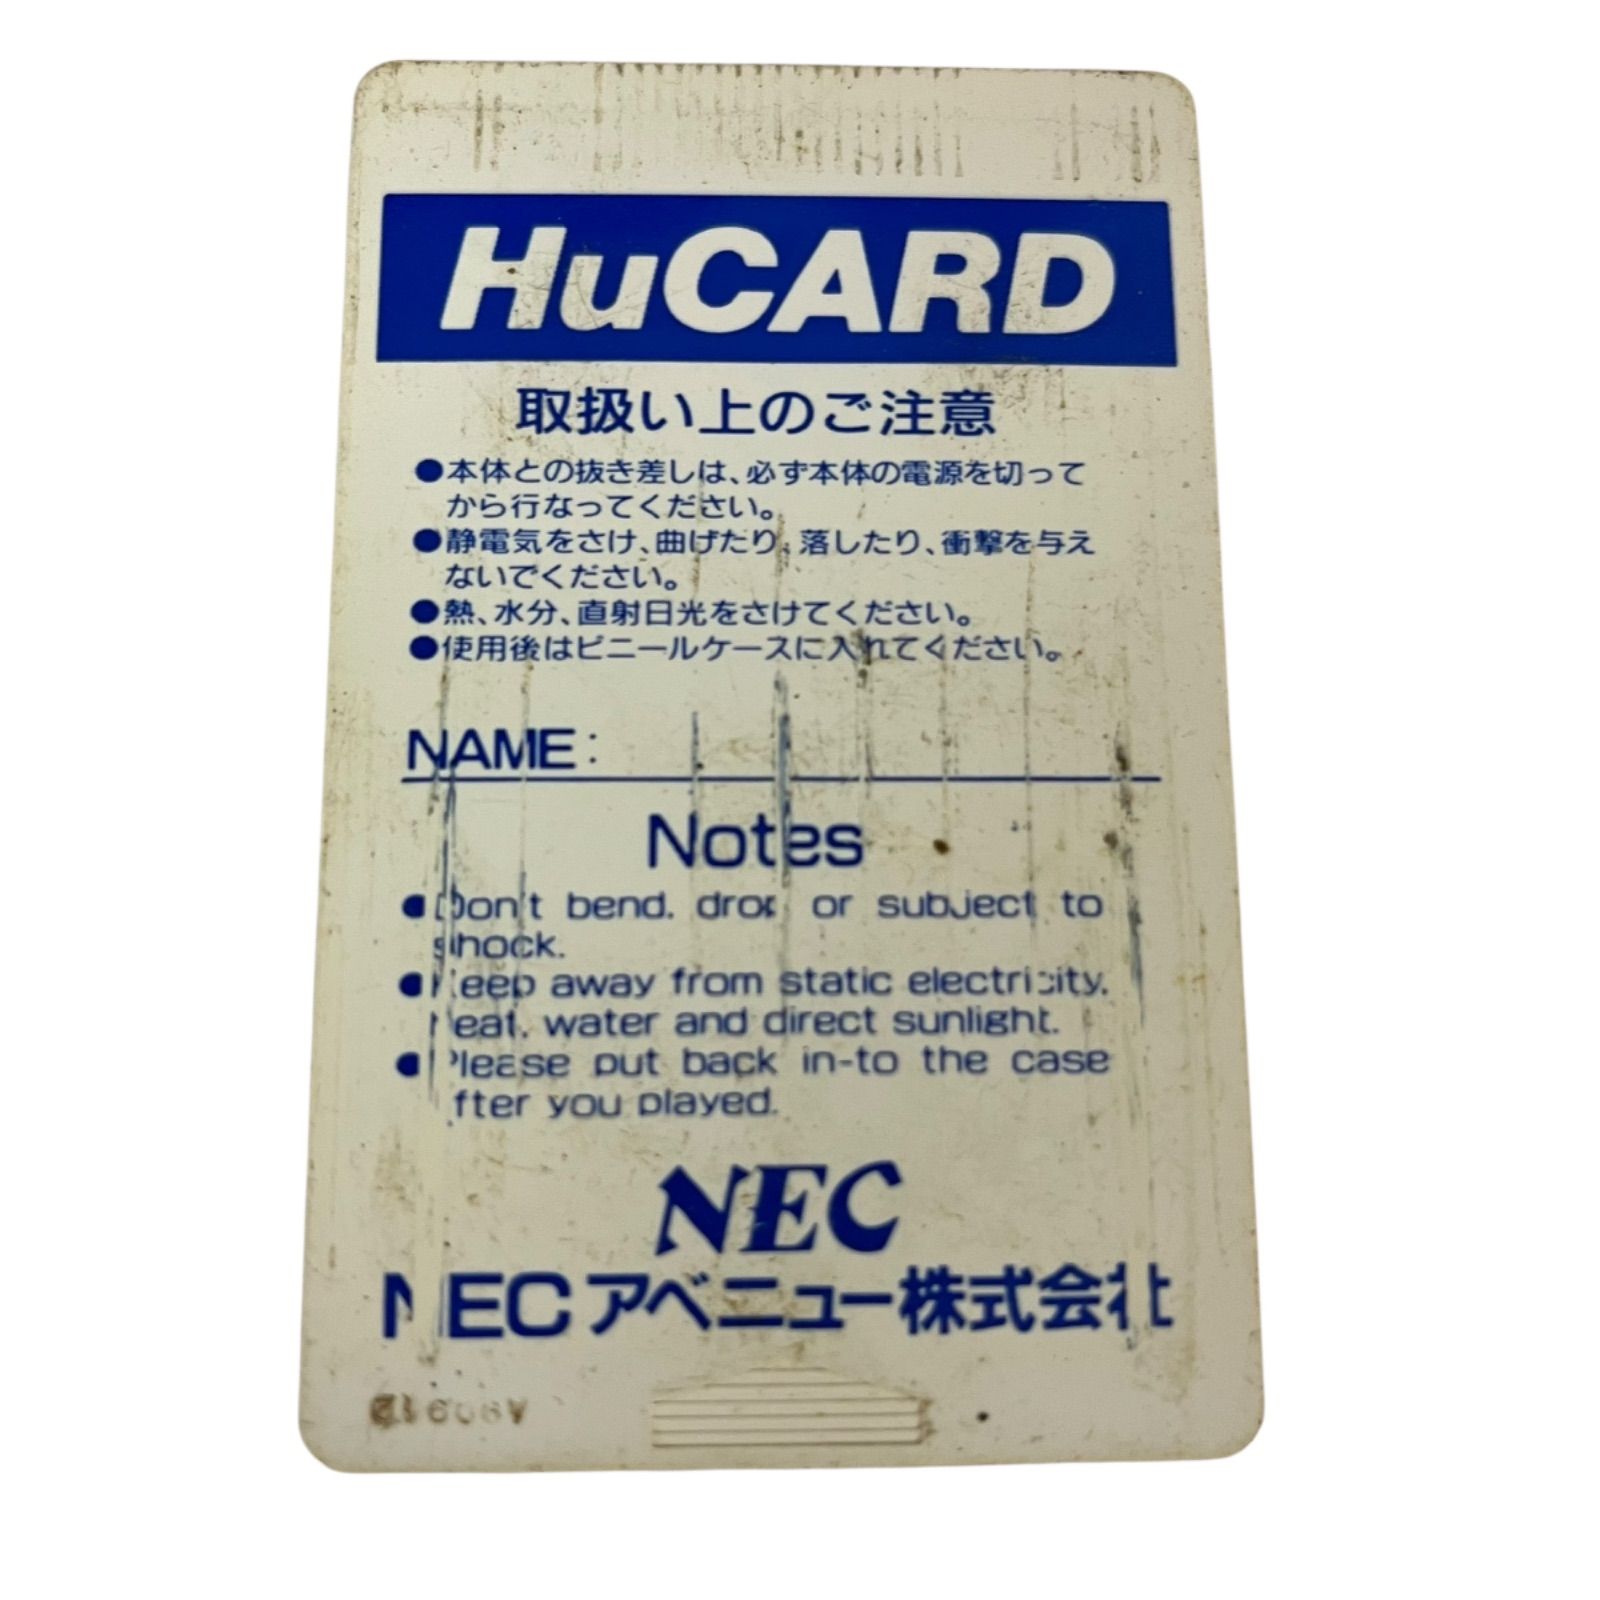 HuCARD
取扱い上のご注意
●本体との抜き差しは、必ず本体の電源を切って
から行なってください。
●静電気をさけ、曲げたり、落したり、衝撃を与え
ないでください。
●熱、水分、直射日光をさけてください。
●使用後はビニールケースに入れてください。
NAME:
Notes
●Don't bend, drop or subject to
shock.
●Keep away from static electricity,
heat, water and direct sunlight.
●Please put back in-to the case
after you played.
NEC
NECアベニュー株式会社